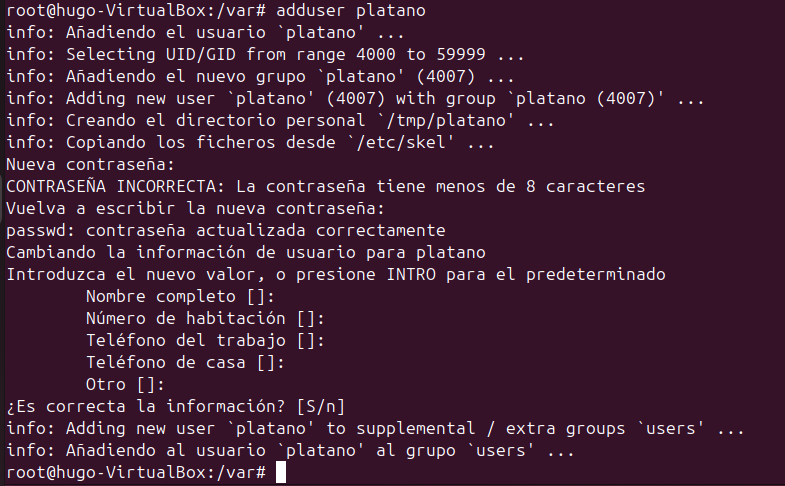 root@hugo-VirtualBox:/var# adduser platano
info: Añadiendo el usuario `platano' ...
info: Selecting UID/GID from range 4000 to 59999 ...
info: Añadiendo el nuevo grupo `platano' (4007) ...
info: Adding new user `platano' (4007) with group `platano (4007)' ...
info: Creando el directorio personal `/tmp/platano' ...
info: Copiando los ficheros desde `/etc/skel' ...
Nueva contraseña:
CONTRASEÑA INCORRECTA: La contraseña tiene menos de 8 caracteres
Vuelva a escribir la nueva contraseña:
passwd: contraseña actualizada correctamente
Cambiando la información de usuario para platano
Introduzca el nuevo valor, o presione INTRO para el predeterminado
        Nombre completo []:
        Número de habitación []:
        Teléfono del trabajo []:
        Teléfono de casa []:
        Otro []:
¿Es correcta la información? [S/n]
info: Adding new user `platano' to supplemental / extra groups `users' ...
info: Añadiendo al usuario `platano' al grupo `users' ...
root@hugo-VirtualBox:/var#